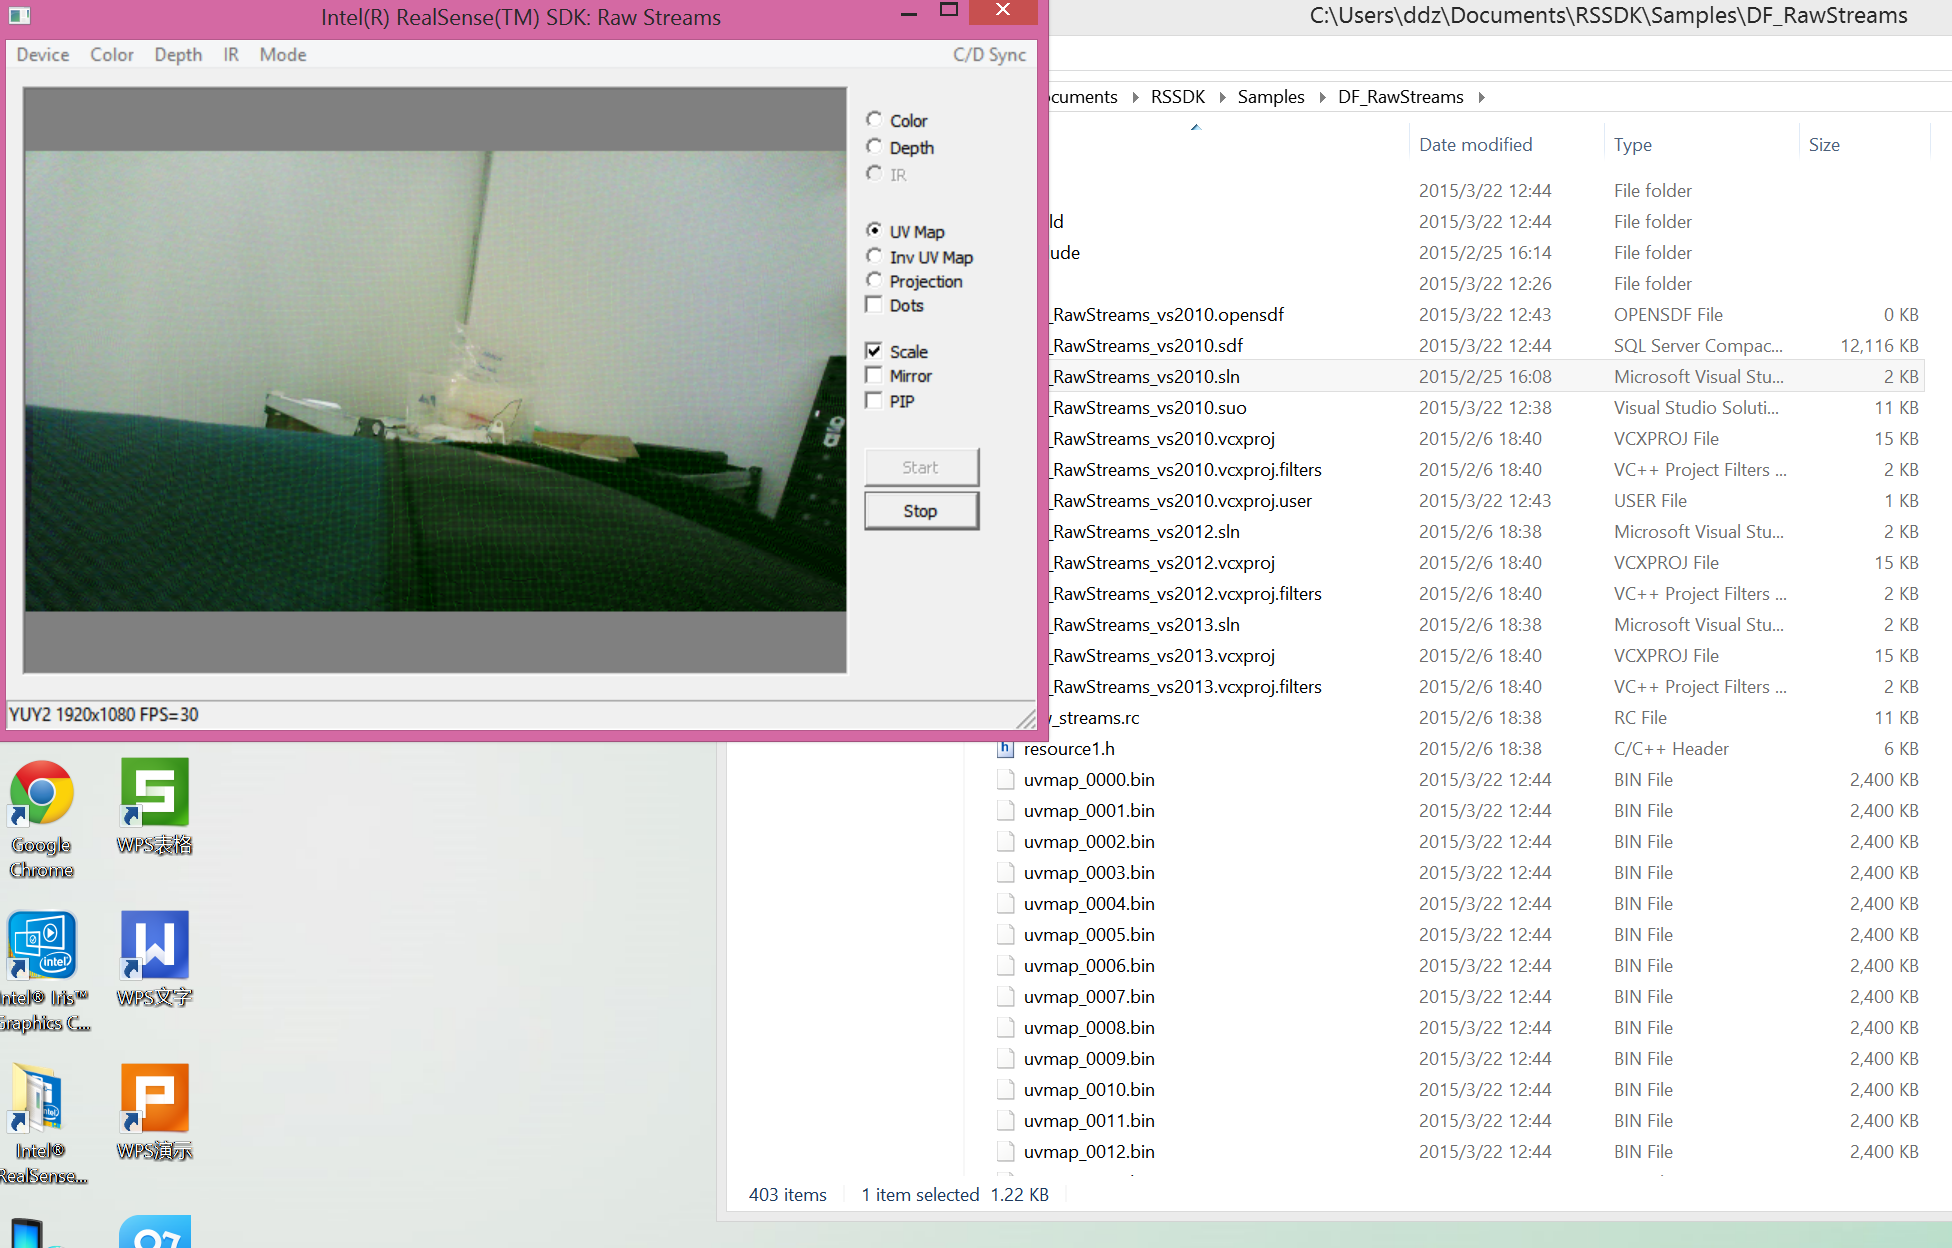 Intel(R) RealSense(TM) SDK: Raw Streams
Device Color Depth IR Mode C/D Sync
Color
Depth
IR
UV Map
Inv UV Map
Projection
Dots
Scale
Mirror
PIP
Start
Stop
YUY2 1920x1080 FPS=30
C:\Users\ddz\Documents\RSSDK\Samples\DF_RawStreams
ocuments RSSDK Samples DF_RawStreams
Date modified Type Size
2015/3/22 12:44 File folder
ld 2015/3/22 12:44 File folder
ude 2015/2/25 16:14 File folder
2015/3/22 12:26 File folder
_RawStreams_vs2010.opensdf 2015/3/22 12:43 OPENSDF File 0 KB
_RawStreams_vs2010.sdf 2015/3/22 12:44 SQL Server Compac... 12,116 KB
_RawStreams_vs2010.sln 2015/2/25 16:08 Microsoft Visual Stu... 2 KB
_RawStreams_vs2010.suo 2015/3/22 12:38 Visual Studio Soluti... 11 KB
_RawStreams_vs2010.vcxproj 2015/2/6 18:40 VCXPROJ File 15 KB
_RawStreams_vs2010.vcxproj.filters 2015/2/6 18:40 VC++ Project Filters ... 2 KB
_RawStreams_vs2010.vcxproj.user 2015/3/22 12:43 USER File 1 KB
_RawStreams_vs2012.sln 2015/2/6 18:38 Microsoft Visual Stu... 2 KB
_RawStreams_vs2012.vcxproj 2015/2/6 18:40 VCXPROJ File 15 KB
_RawStreams_vs2012.vcxproj.filters 2015/2/6 18:40 VC++ Project Filters ... 2 KB
_RawStreams_vs2013.sln 2015/2/6 18:38 Microsoft Visual Stu... 2 KB
_RawStreams_vs2013.vcxproj 2015/2/6 18:40 VCXPROJ File 15 KB
_RawStreams_vs2013.vcxproj.filters 2015/2/6 18:40 VC++ Project Filters ... 2 KB
_streams.rc 2015/2/6 18:38 RC File 11 KB
h resource1.h 2015/2/6 18:38 C/C++ Header 6 KB
uvmap_0000.bin 2015/3/22 12:44 BIN File 2,400 KB
uvmap_0001.bin 2015/3/22 12:44 BIN File 2,400 KB
uvmap_0002.bin 2015/3/22 12:44 BIN File 2,400 KB
uvmap_0003.bin 2015/3/22 12:44 BIN File 2,400 KB
uvmap_0004.bin 2015/3/22 12:44 BIN File 2,400 KB
uvmap_0005.bin 2015/3/22 12:44 BIN File 2,400 KB
uvmap_0006.bin 2015/3/22 12:44 BIN File 2,400 KB
uvmap_0007.bin 2015/3/22 12:44 BIN File 2,400 KB
uvmap_0008.bin 2015/3/22 12:44 BIN File 2,400 KB
uvmap_0009.bin 2015/3/22 12:44 BIN File 2,400 KB
uvmap_0010.bin 2015/3/22 12:44 BIN File 2,400 KB
uvmap_0011.bin 2015/3/22 12:44 BIN File 2,400 KB
uvmap_0012.bin 2015/3/22 12:44 BIN File 2,400 KB
403 items 1 item selected 1.22 KB
Google
Chrome
WPS表格
intel
ntel® Iris™
Graphics C...
WPS文字
Intel®
RealSense...
WPS演示